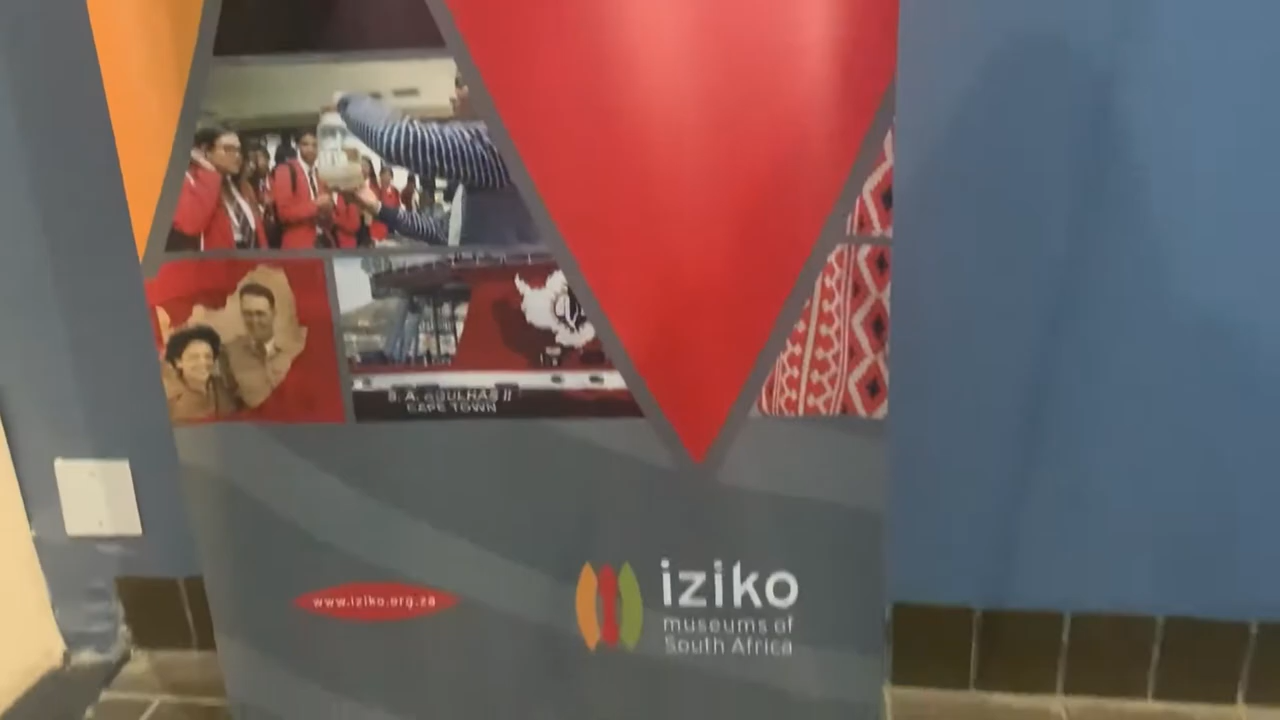 S. A. AGULHAS II
CAPE TOWN
www.iziko.org.za
iziko
museums of
South Africa